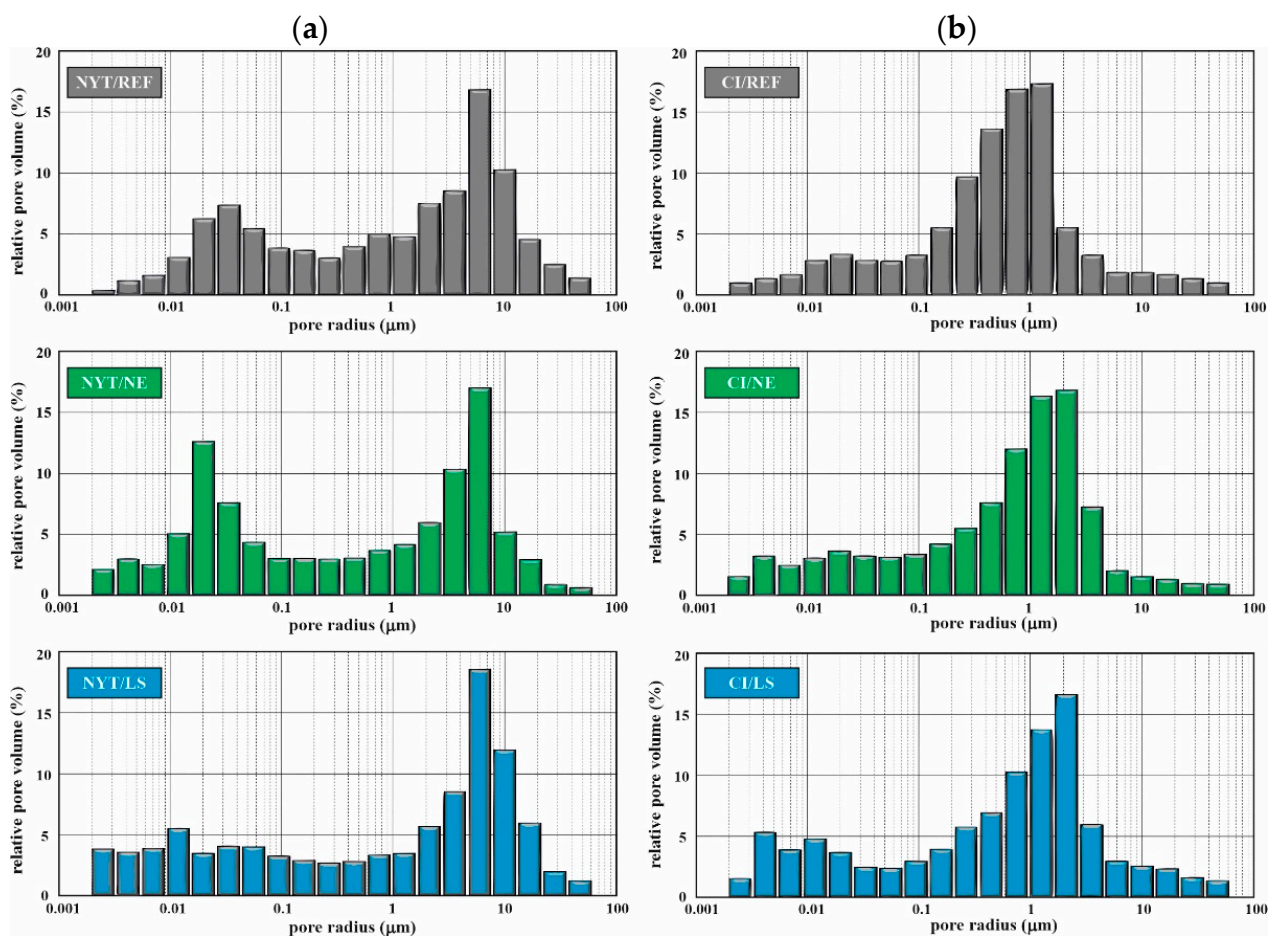 (a)
(b)
20
15
10
5
0
relative pore volume (%)
NYT/REF
0.001 0.01 0.1 1 10 100
pore radius (μm)
20
15
10
5
0
relative pore volume (%)
CI/REF
0.001 0.01 0.1 1 10 100
pore radius (μm)
20
15
10
5
0
relative pore volume (%)
NYT/NE
0.001 0.01 0.1 1 10 100
pore radius (μm)
20
15
10
5
0
relative pore volume (%)
CI/NE
0.001 0.01 0.1 1 10 100
pore radius (μm)
20
15
10
5
0
relative pore volume (%)
NYT/LS
0.001 0.01 0.1 1 10 100
pore radius (μm)
20
15
10
5
0
relative pore volume (%)
CI/LS
0.001 0.01 0.1 1 10 100
pore radius (μm)